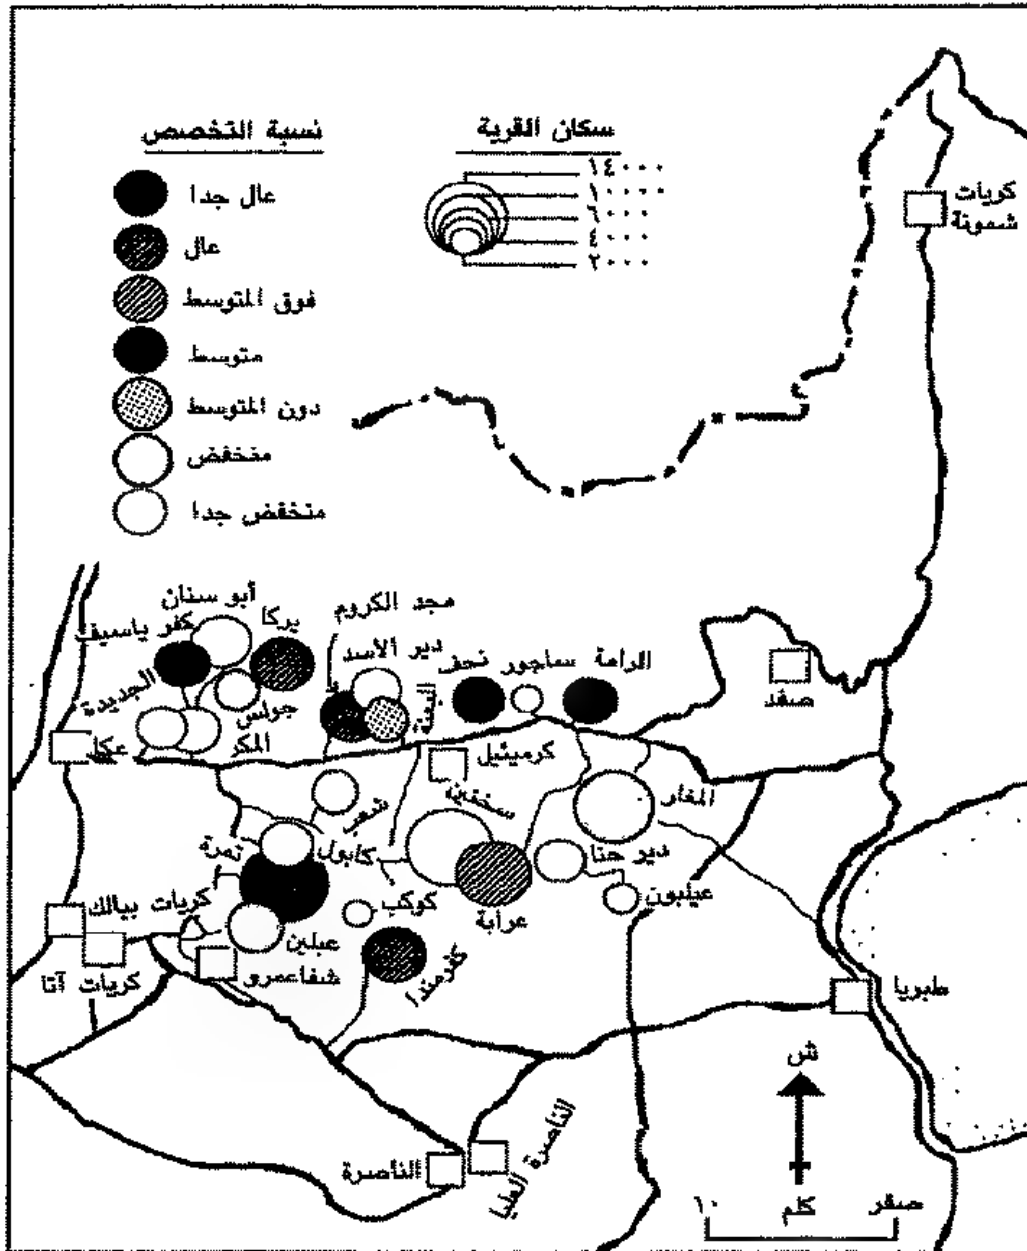 سكان القرية
١٤٠٠٠
١٠٠٠٠
٦٠٠٠
٤٠٠٠
٢٠٠٠
نسبة التخصص
عال جدا
عال
فوق المتوسط
متوسط
دون المتوسط
منخفض
منخفض جدا
كريات
شمونة
أبو سنان
كفر ياسيف
يركا
الجديدة
جولس
المكر
عكا
مجد الكروم
دير الأسد
البعنة
نحف
ساجور
الرامة
صفد
كرميئيل
سخنين
المغار
شعب
كابول
تمرة
دير حنا
عيلبون
كريات بيالك
كوكب
عرابة
عبلين
كريات آتا
شفاعمرو
كفرمندا
طبريا
ش
الناصرة
الناصرة العليا
صفر
كلم
١٠